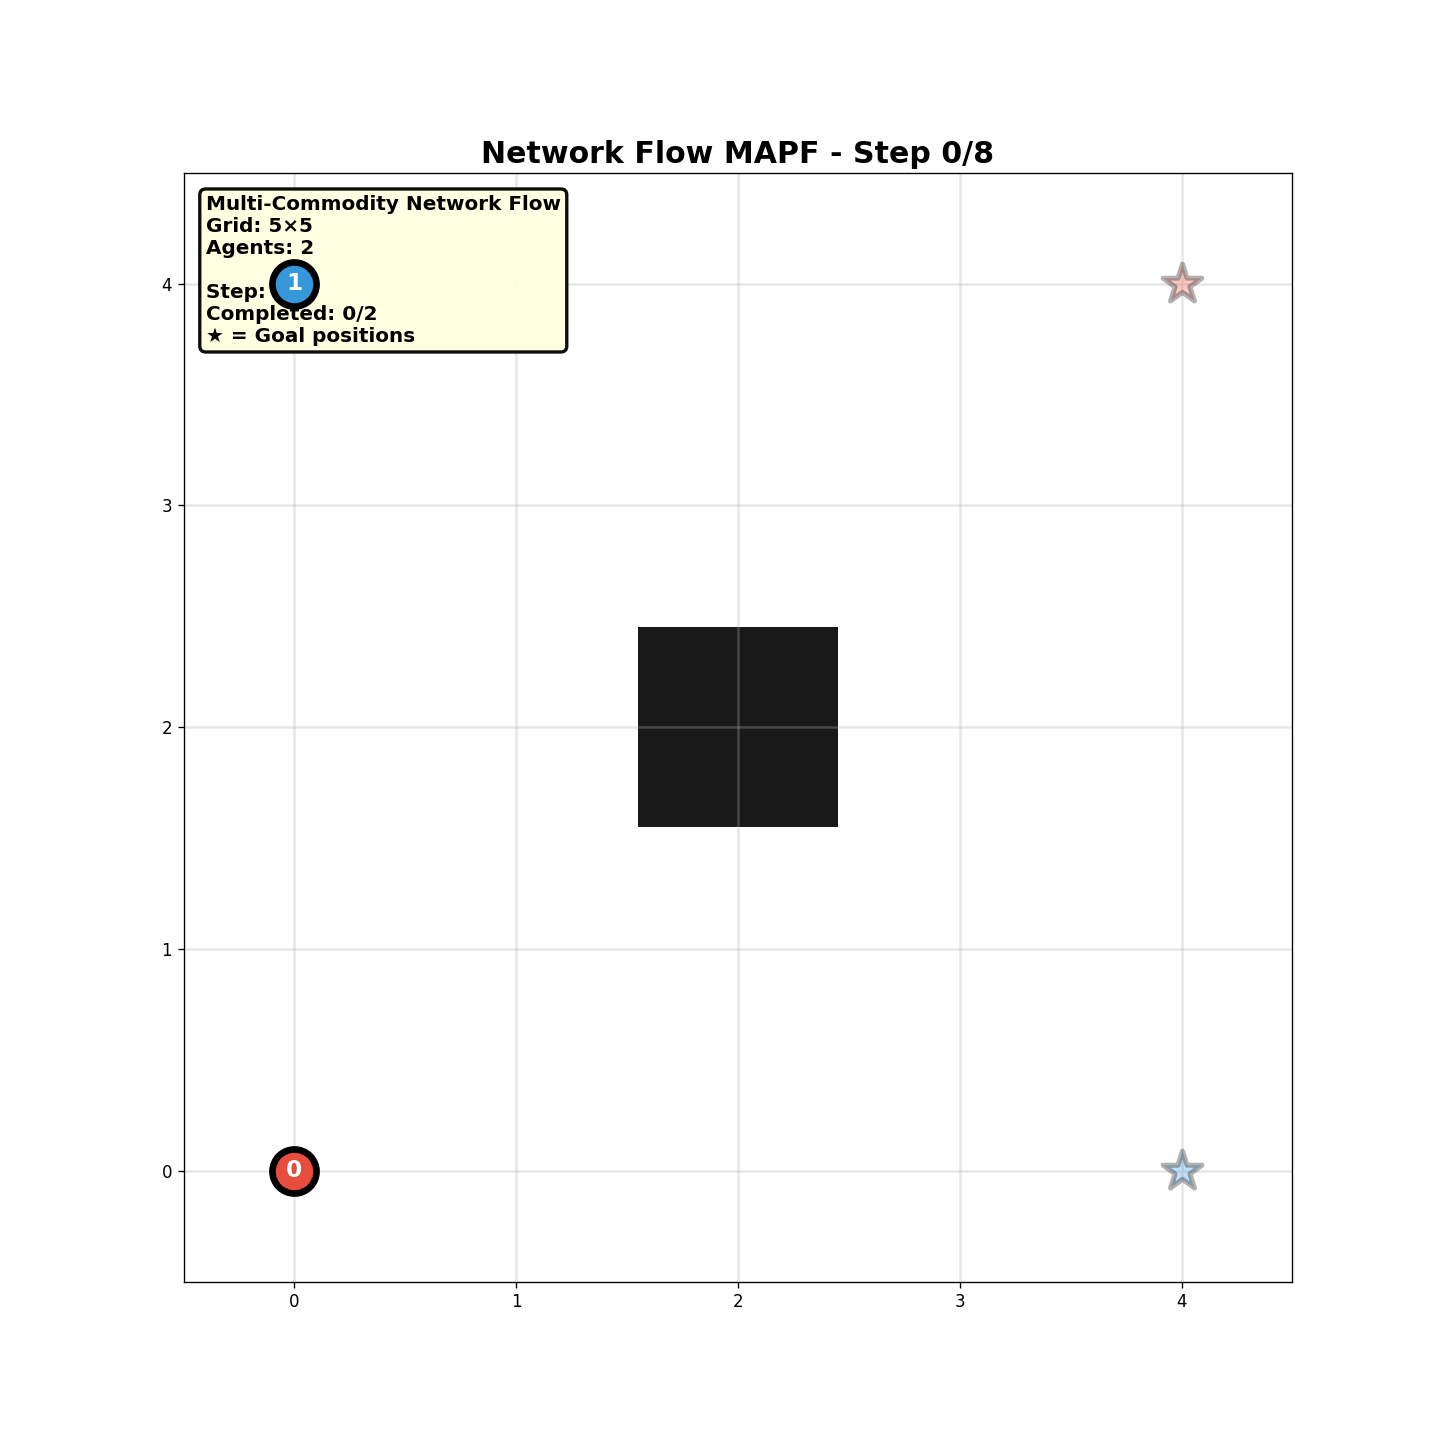 Network Flow MAPF - Step 0/8
Multi-Commodity Network Flow
Grid: 5×5
Agents: 2
1
Step:
Completed: 0/2
★ = Goal positions
4
3
2
1
0
0
0 1 2 3 4